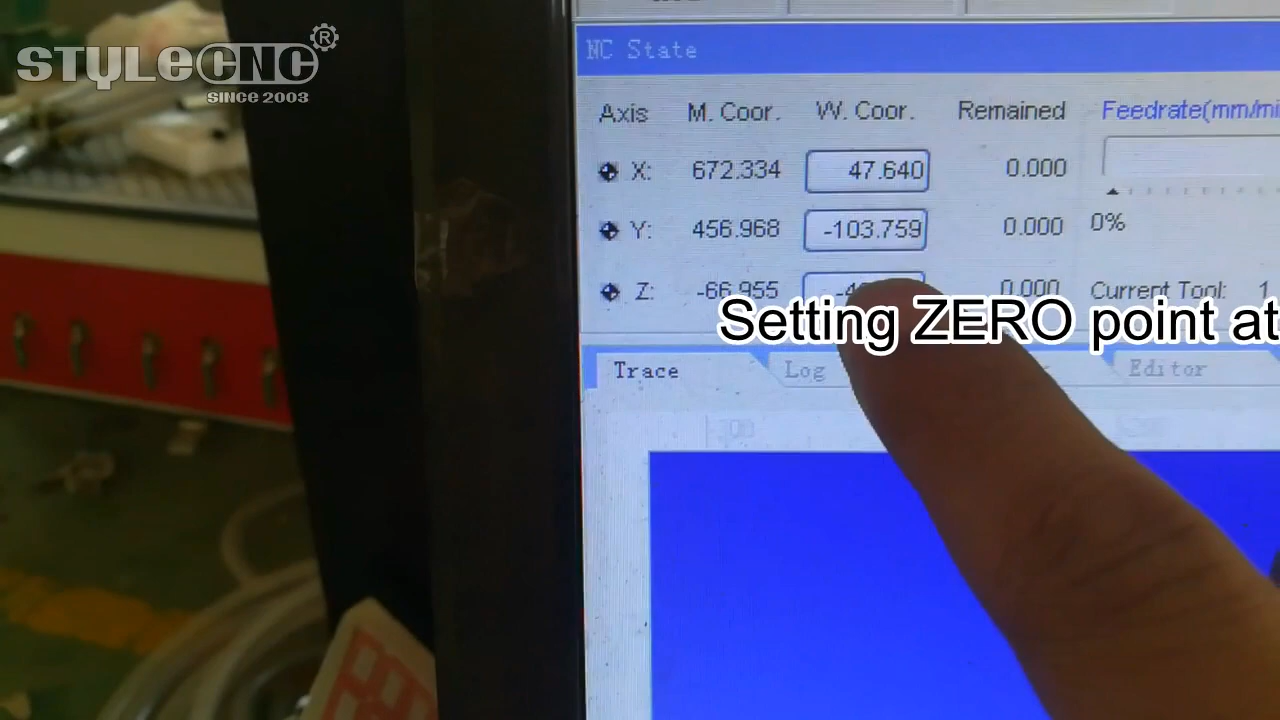 STYLECNC®
SINCE 2003
NC State
Axis M. Coor. W. Coor. Remained Feedrate(mm/mi
X: 672.334 47.640 0.000
Y: 456.968 -103.759 0.000 0%
Z: -66.955 0.000 Current Tool: 1
Setting ZERO point at
Trace Log Editor